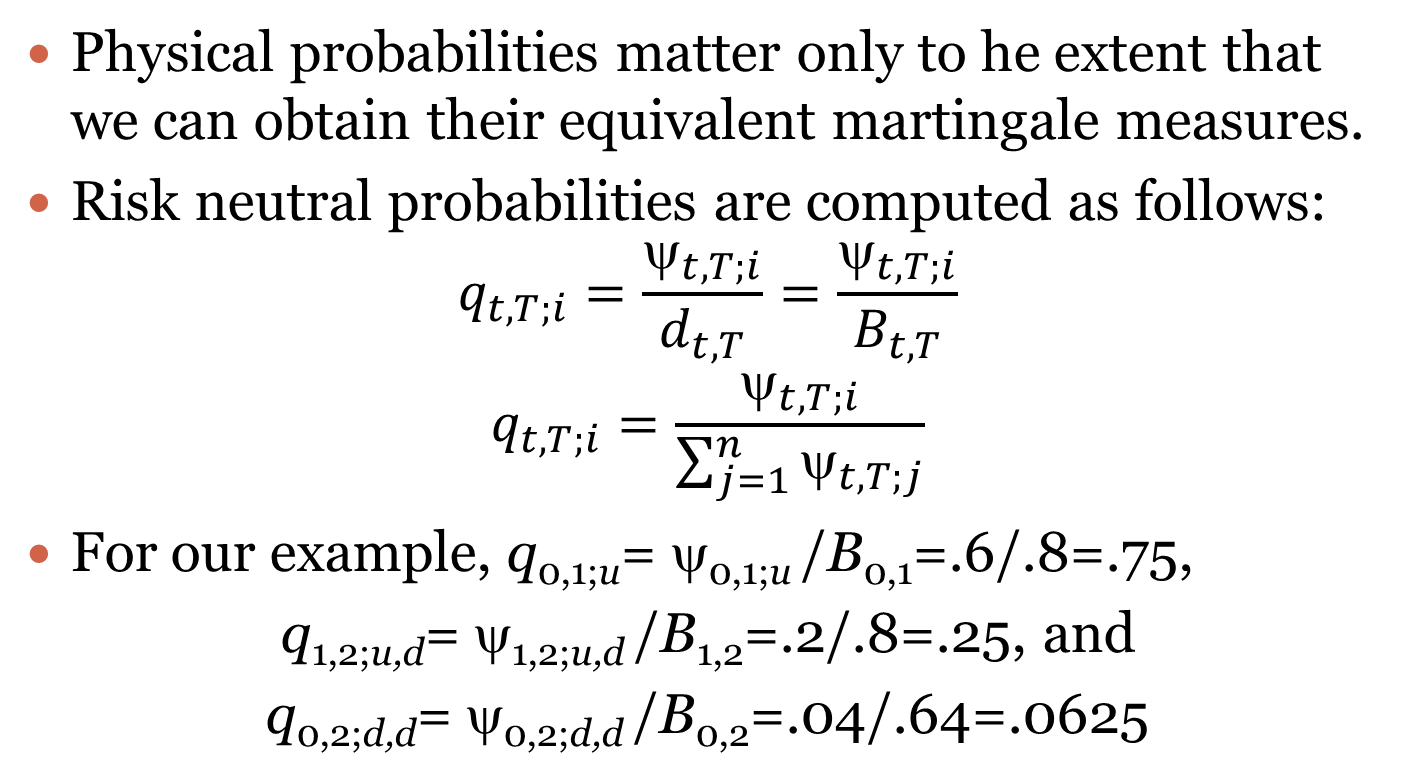 • Physical probabilities matter only to he extent that
we can obtain their equivalent martingale measures.
• Risk neutral probabilities are computed as follows:
q_{t,T;i} = ψ_{t,T;i} / d_{t,T} = ψ_{t,T;i} / B_{t,T}
q_{t,T;i} = ψ_{t,T;i} / ∑_{j=1}^{n} ψ_{t,T;j}
• For our example, q_{0,1;u}= ψ_{0,1;u}/B_{0,1}=.6/.8=.75,
q_{1,2;u,d}= ψ_{1,2;u,d}/B_{1,2}=.2/.8=.25, and
q_{0,2;d,d}= ψ_{0,2;d,d}/B_{0,2}=.04/.64=.0625